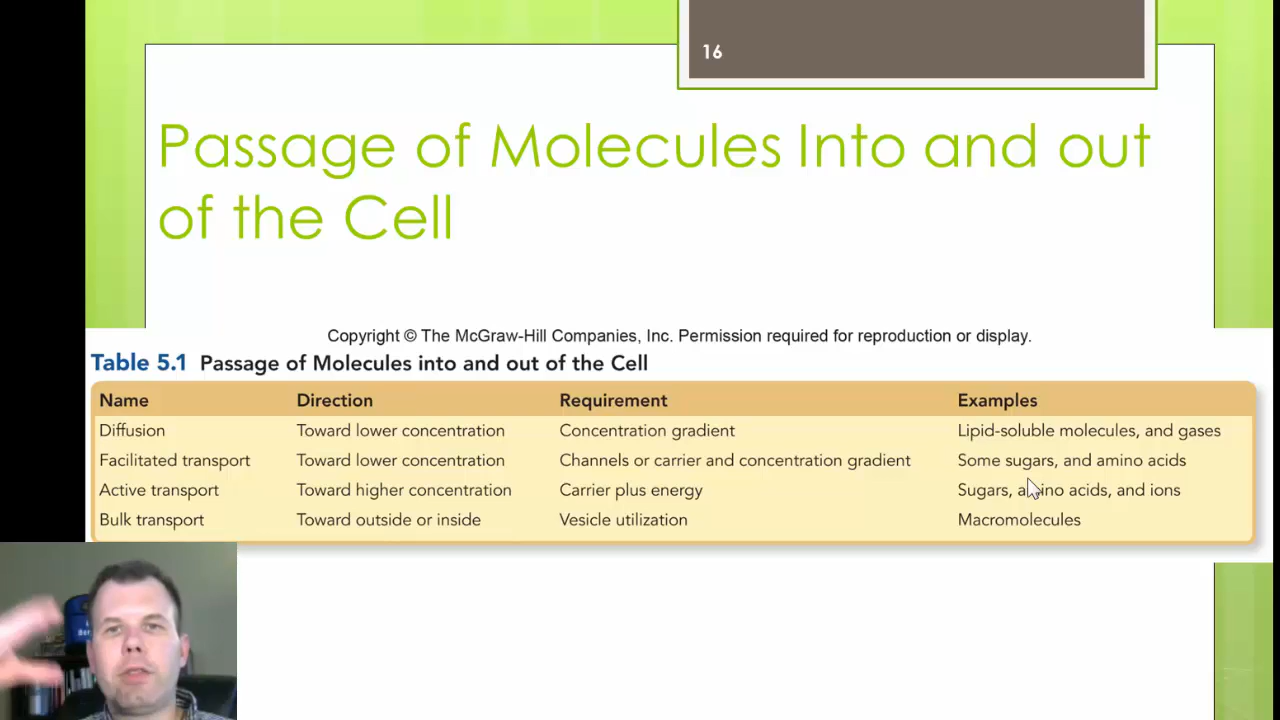 16
Passage of Molecules Into and out
of the Cell
Copyright © The McGraw-Hill Companies, Inc. Permission required for reproduction or display.
Table 5.1 Passage of Molecules into and out of the Cell
Name Direction Requirement Examples
Diffusion Toward lower concentration Concentration gradient Lipid-soluble molecules, and gases
Facilitated transport Toward lower concentration Channels or carrier and concentration gradient Some sugars, and amino acids
Active transport Toward higher concentration Carrier plus energy Sugars, amino acids, and ions
Bulk transport Toward outside or inside Vesicle utilization Macromolecules